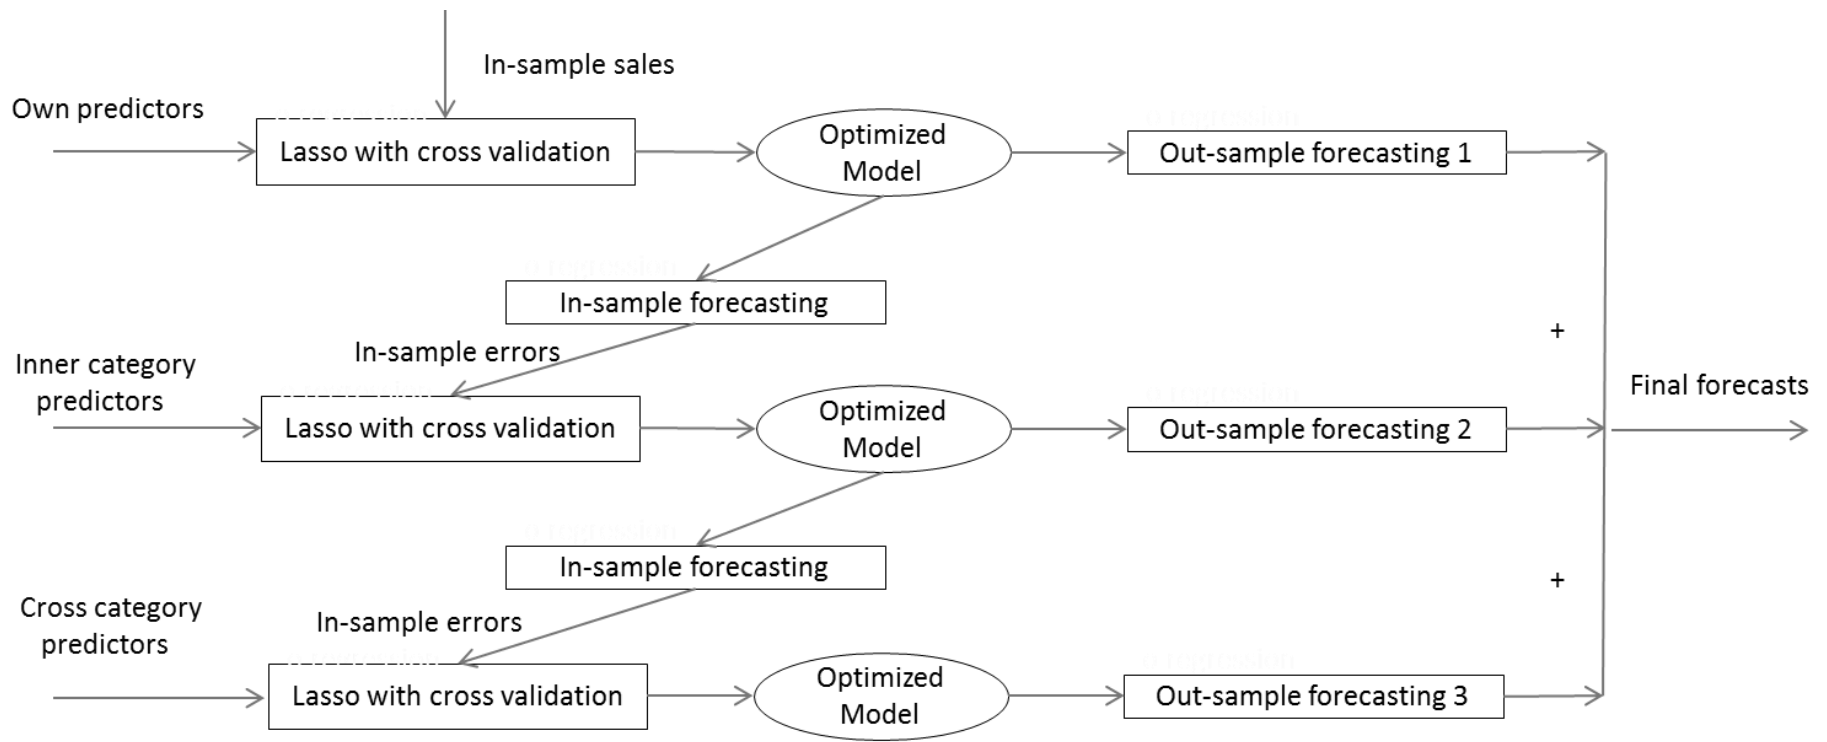 In-sample sales
Own predictors
Lasso with cross validation
Optimized
Model
Out-sample forecasting 1
In-sample forecasting
+
In-sample errors
Inner category
predictors
Final forecasts
Lasso with cross validation
Optimized
Model
Out-sample forecasting 2
In-sample forecasting
+
Cross category
predictors
In-sample errors
Lasso with cross validation
Optimized
Model
Out-sample forecasting 3